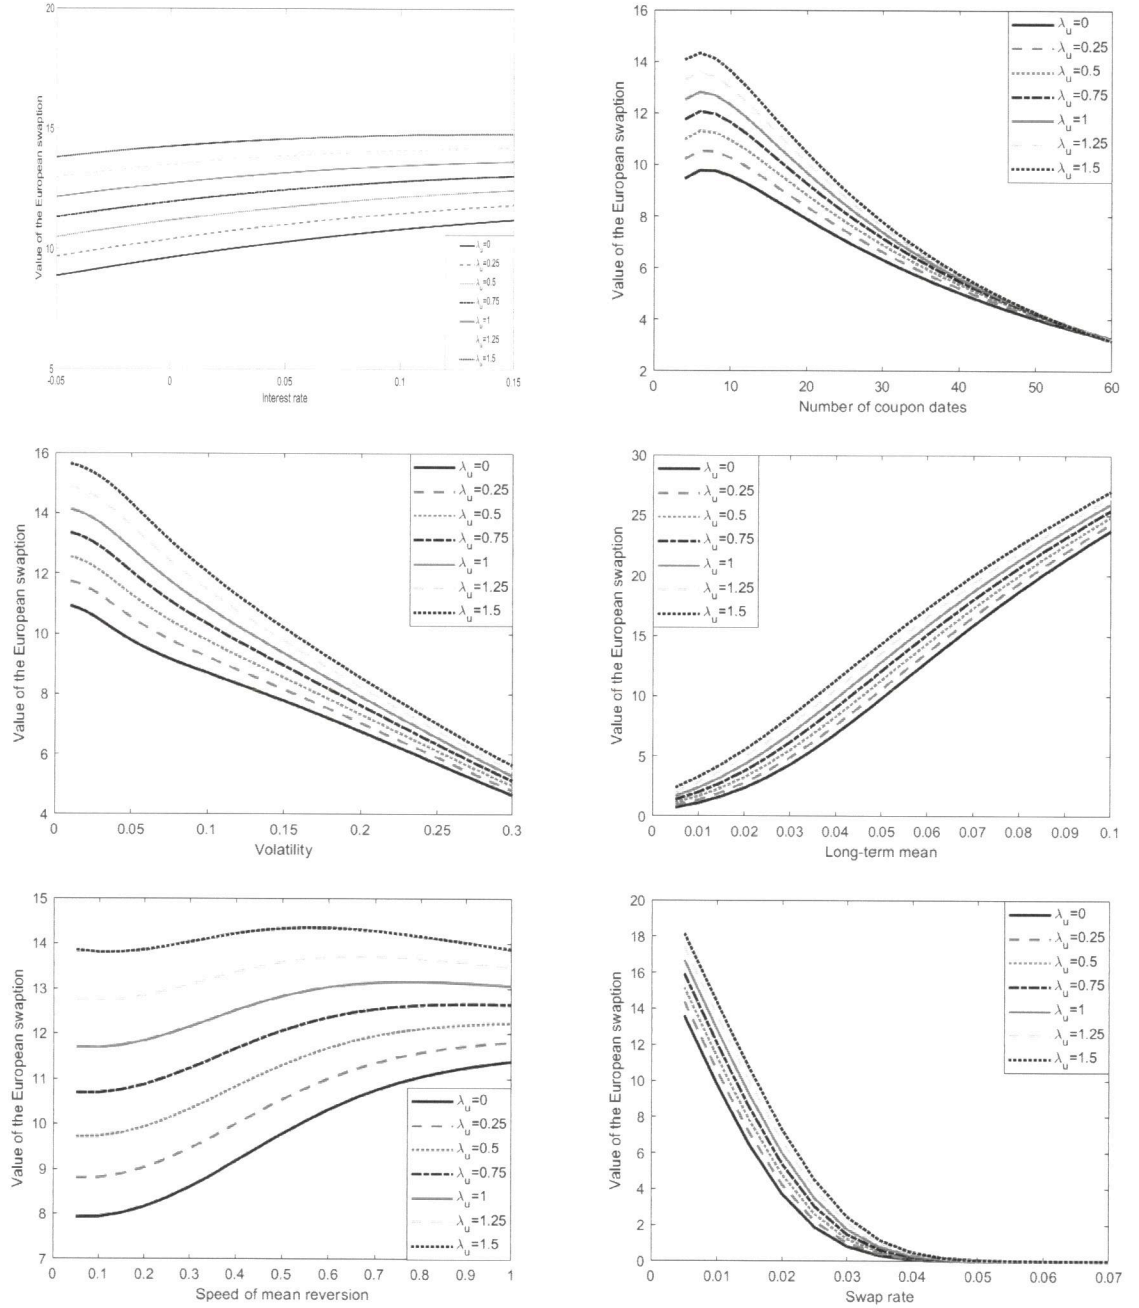 20
15
10
5
Value of the European swaption
-0.05 0 0.05 0.1 0.15
Interest rate
λu=0
λu=0.25
λu=0.5
λu=0.75
λu=1
λu=1.25
λu=1.5
16
14
12
10
8
6
4
2
Value of the European swaption
0 10 20 30 40 50 60
Number of coupon dates
λu=0
λu=0.25
λu=0.5
λu=0.75
λu=1
λu=1.25
λu=1.5
16
14
12
10
8
6
4
Value of the European swaption
0 0.05 0.1 0.15 0.2 0.25 0.3
Volatility
λu=0
λu=0.25
λu=0.5
λu=0.75
λu=1
λu=1.25
λu=1.5
30
25
20
15
10
5
0
Value of the European swaption
0 0.01 0.02 0.03 0.04 0.05 0.06 0.07 0.08 0.09 0.1
Long-term mean
λu=0
λu=0.25
λu=0.5
λu=0.75
λu=1
λu=1.25
λu=1.5
15
14
13
12
11
10
9
8
7
Value of the European swaption
0 0.1 0.2 0.3 0.4 0.5 0.6 0.7 0.8 0.9 1
Speed of mean reversion
λu=0
λu=0.25
λu=0.5
λu=0.75
λu=1
λu=1.25
λu=1.5
20
18
16
14
12
10
8
6
4
2
0
Value of the European swaption
0 0.01 0.02 0.03 0.04 0.05 0.06 0.07
Swap rate
λu=0
λu=0.25
λu=0.5
λu=0.75
λu=1
λu=1.25
λu=1.5